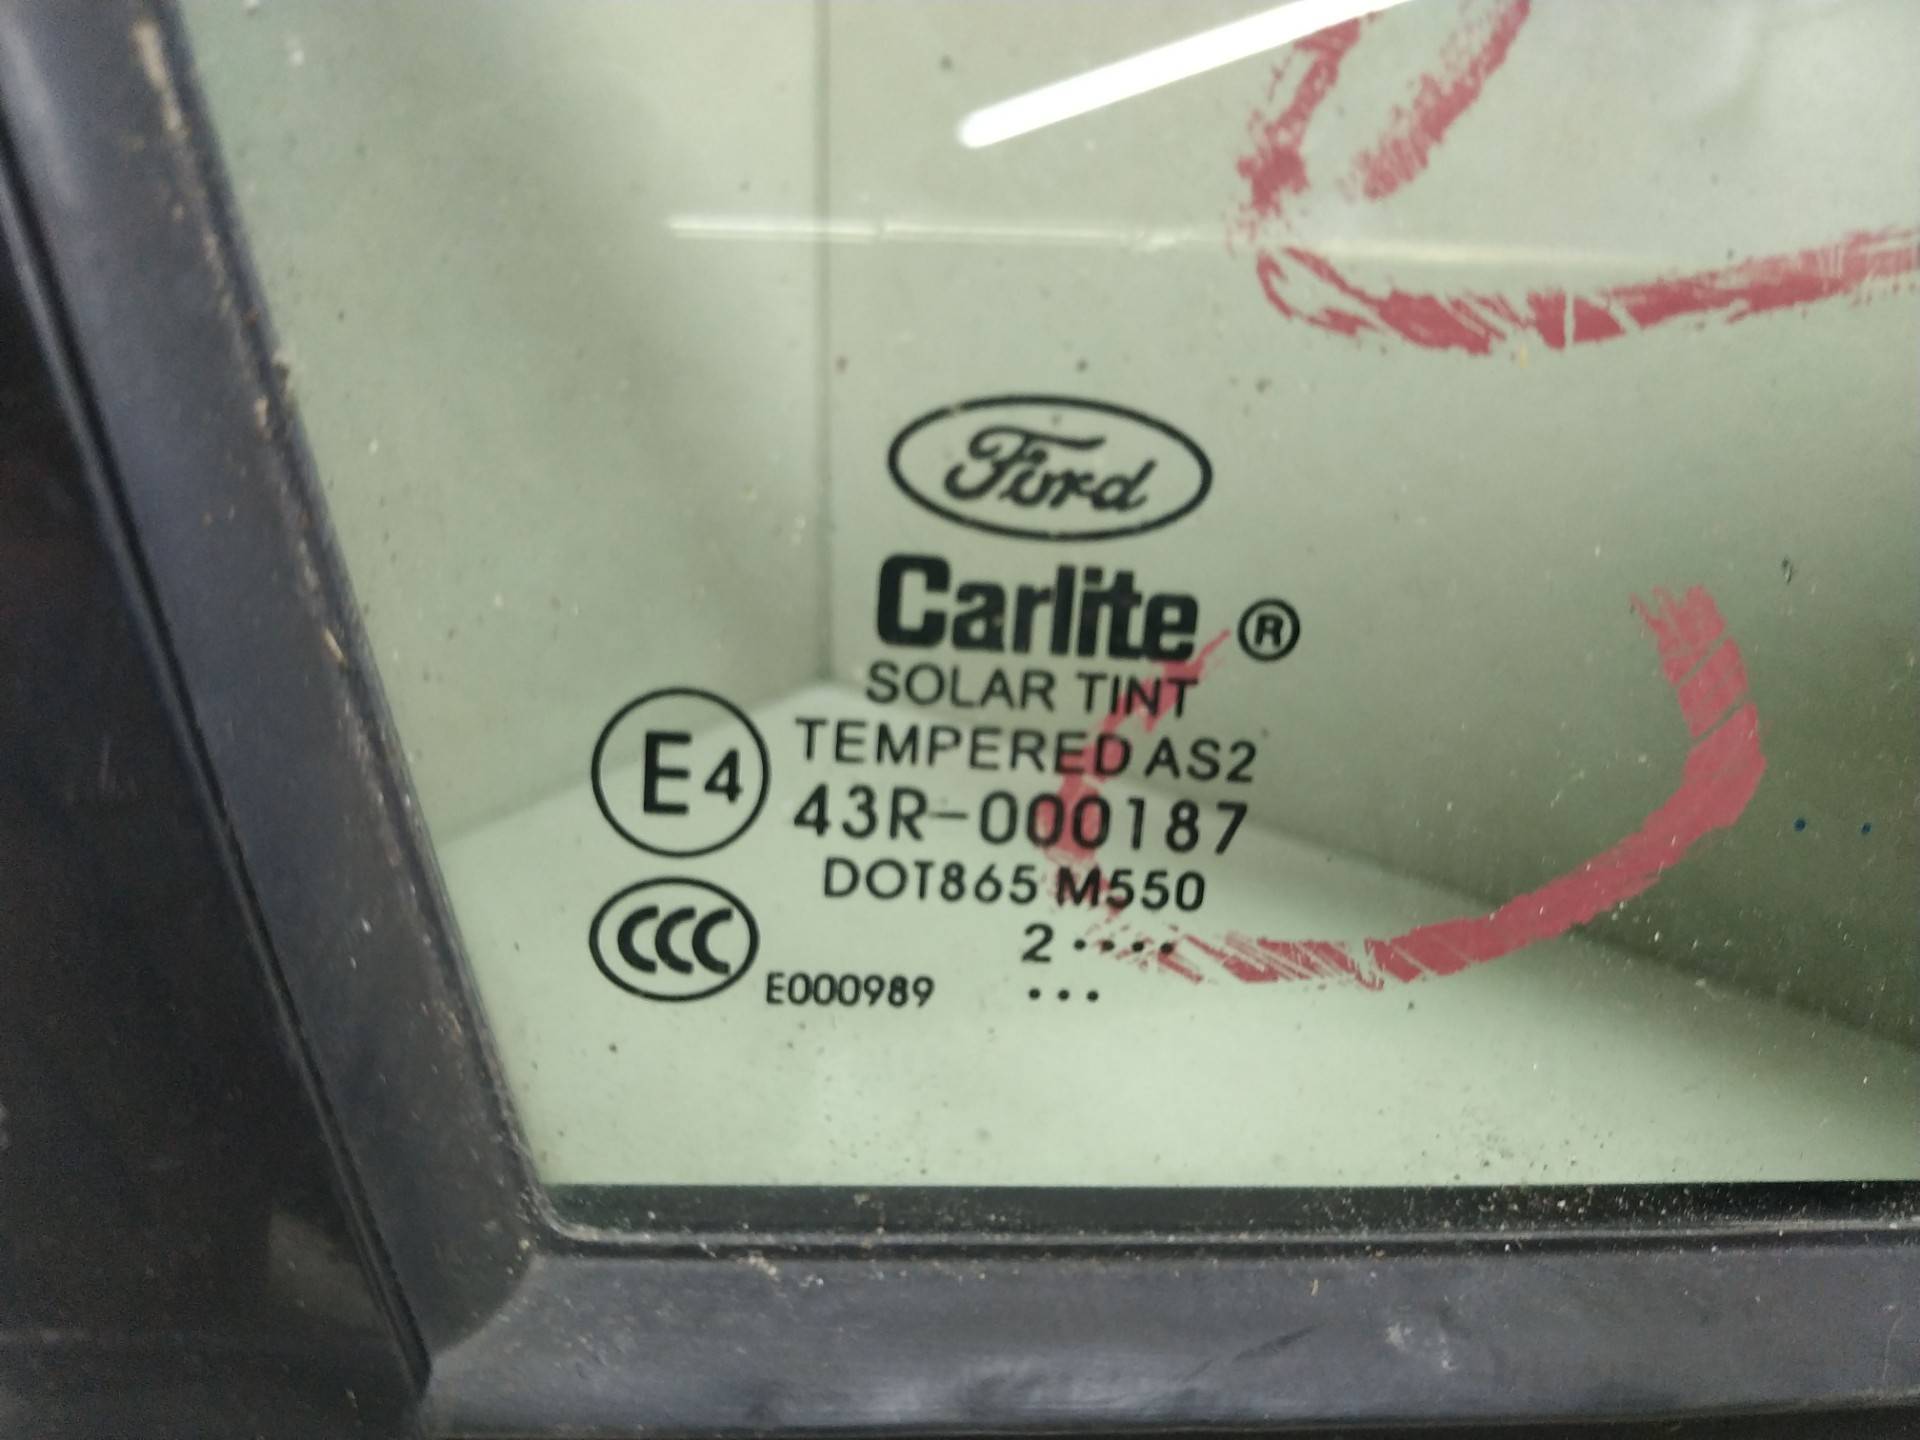 Ford
Carlite ®
SOLAR TINT
TEMPERED AS2
E4
43R-000187
DOT865 M550
CCC
2 ••••
E000989 •••